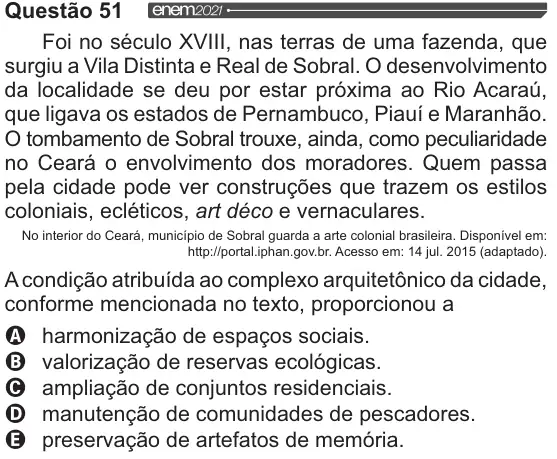 Questão 51 enem2021
Foi no século XVIII, nas terras de uma fazenda, que
surgiu a Vila Distinta e Real de Sobral. O desenvolvimento
da localidade se deu por estar próxima ao Rio Acaraú,
que ligava os estados de Pernambuco, Piauí e Maranhão.
O tombamento de Sobral trouxe, ainda, como peculiaridade
no Ceará o envolvimento dos moradores. Quem passa
pela cidade pode ver construções que trazem os estilos
coloniais, ecléticos, art déco e vernaculares.
No interior do Ceará, município de Sobral guarda a arte colonial brasileira. Disponível em:
http://portal.iphan.gov.br. Acesso em: 14 jul. 2015 (adaptado).
A condição atribuída ao complexo arquitetônico da cidade,
conforme mencionada no texto, proporcionou a
A harmonização de espaços sociais.
B valorização de reservas ecológicas.
C ampliação de conjuntos residenciais.
D manutenção de comunidades de pescadores.
E preservação de artefatos de memória.